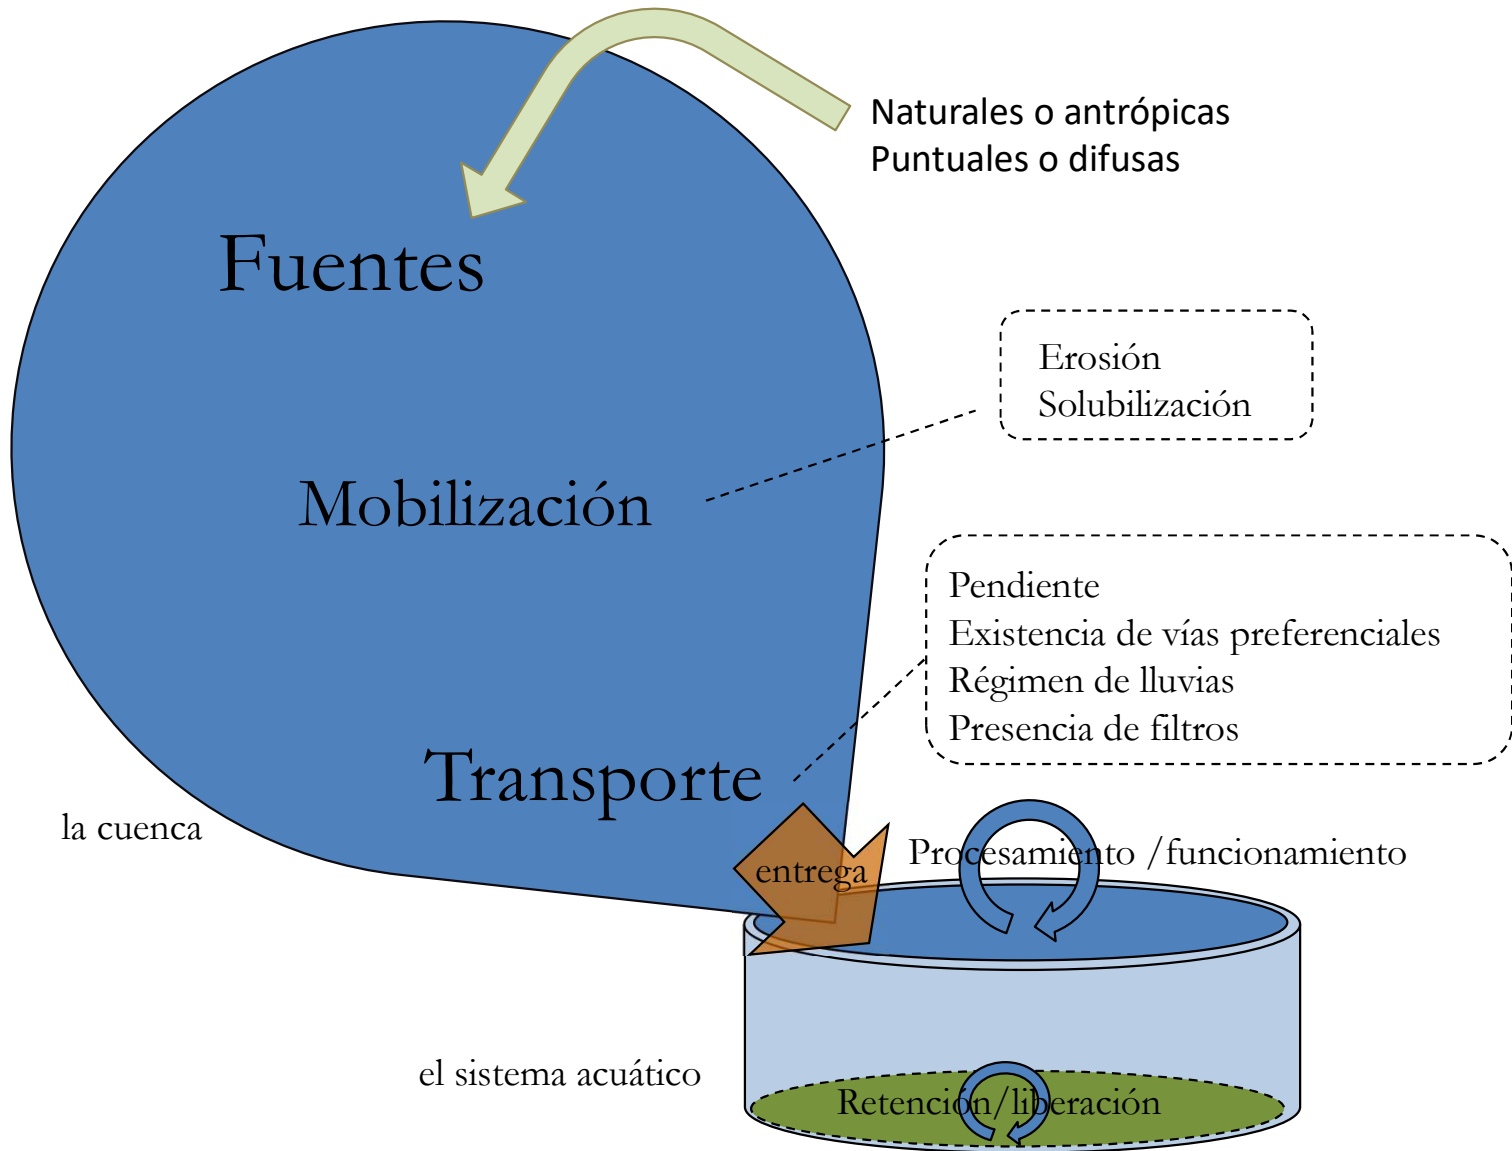 Naturales o antrópicas
Puntuales o difusas
Fuentes
Erosión
Solubilización
Mobilización
Pendiente
Existencia de vías preferenciales
Régimen de lluvias
Presencia de filtros
Transporte
la cuenca
entrega
Procesamiento /funcionamiento
el sistema acuático
Retención/liberación